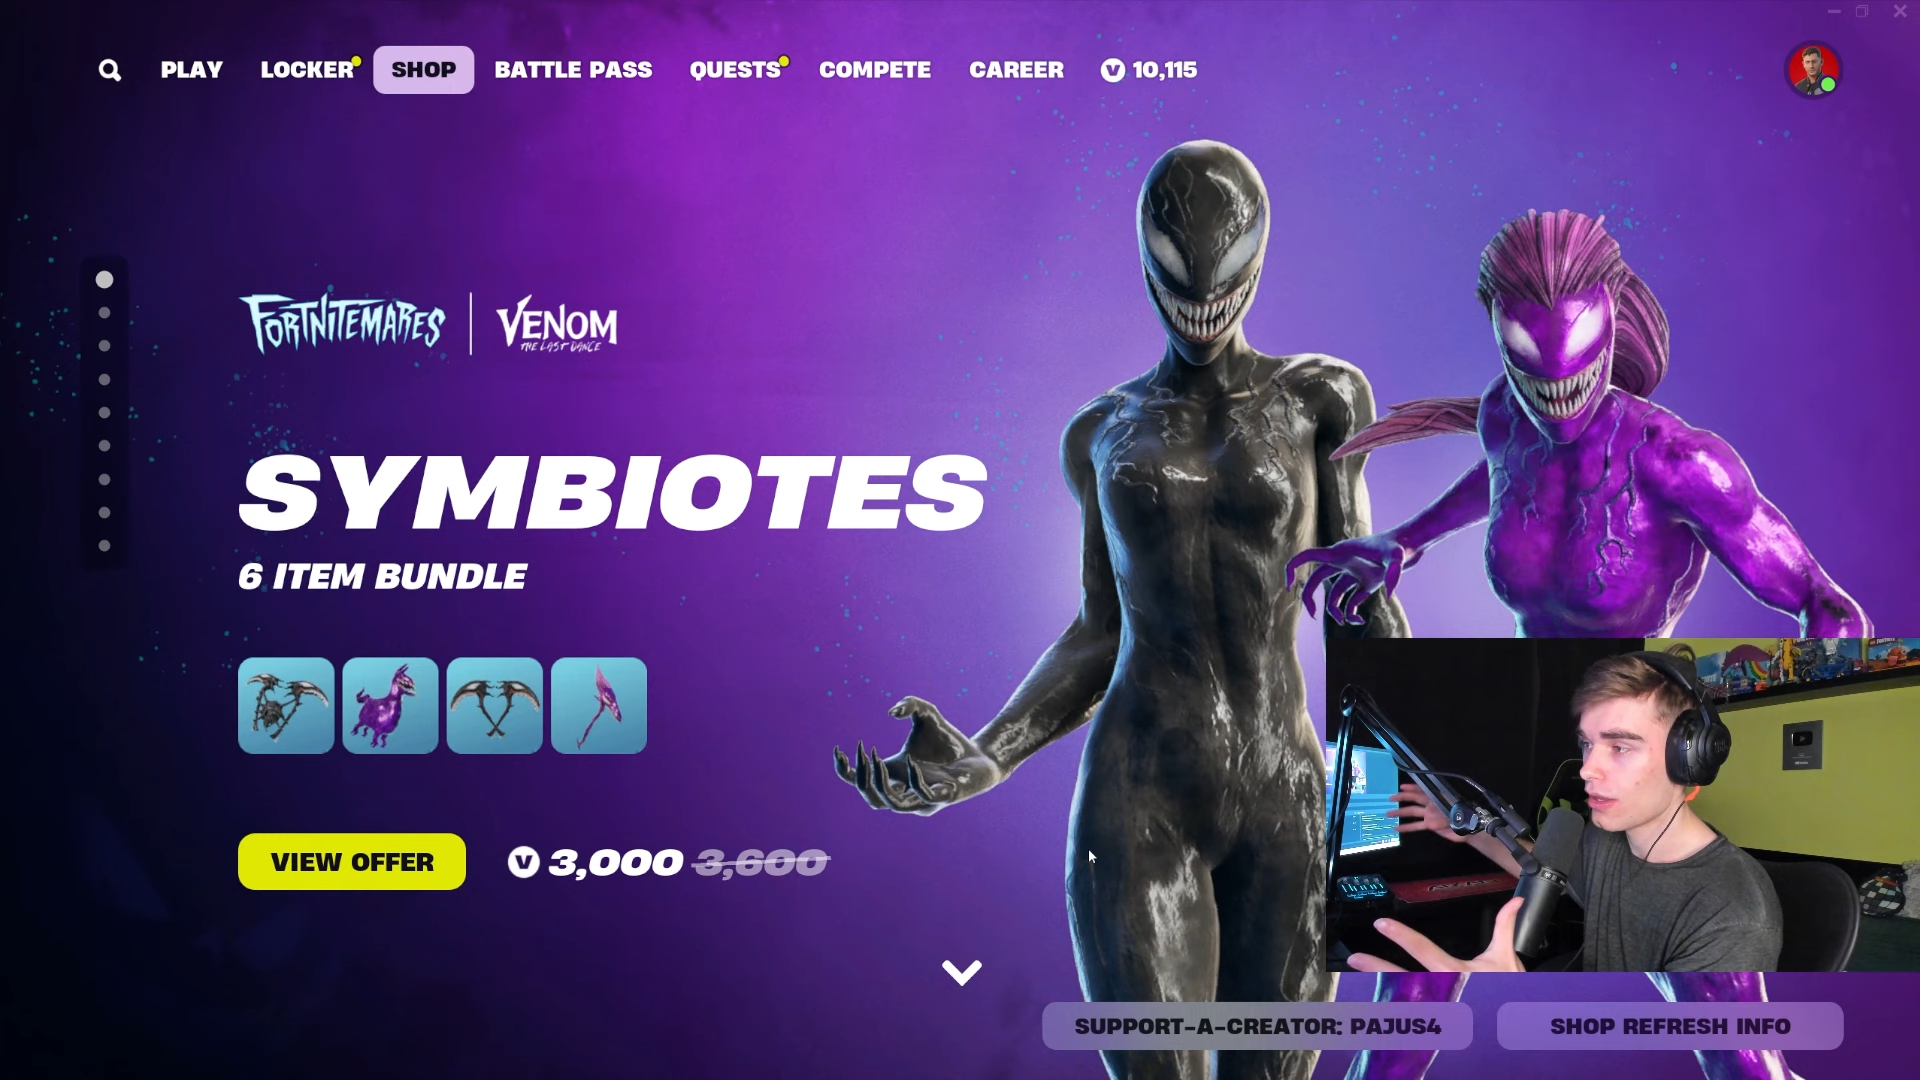 PLAY
LOCKER
SHOP
BATTLE PASS
QUESTS
COMPETE
CAREER
10,115
FORTNITEMARES
VENOM
THE LAST DANCE
SYMBIOTES
6 ITEM BUNDLE
VIEW OFFER
3,000 3,600
SUPPORT-A-CREATOR: PAJUS4
SHOP REFRESH INFO